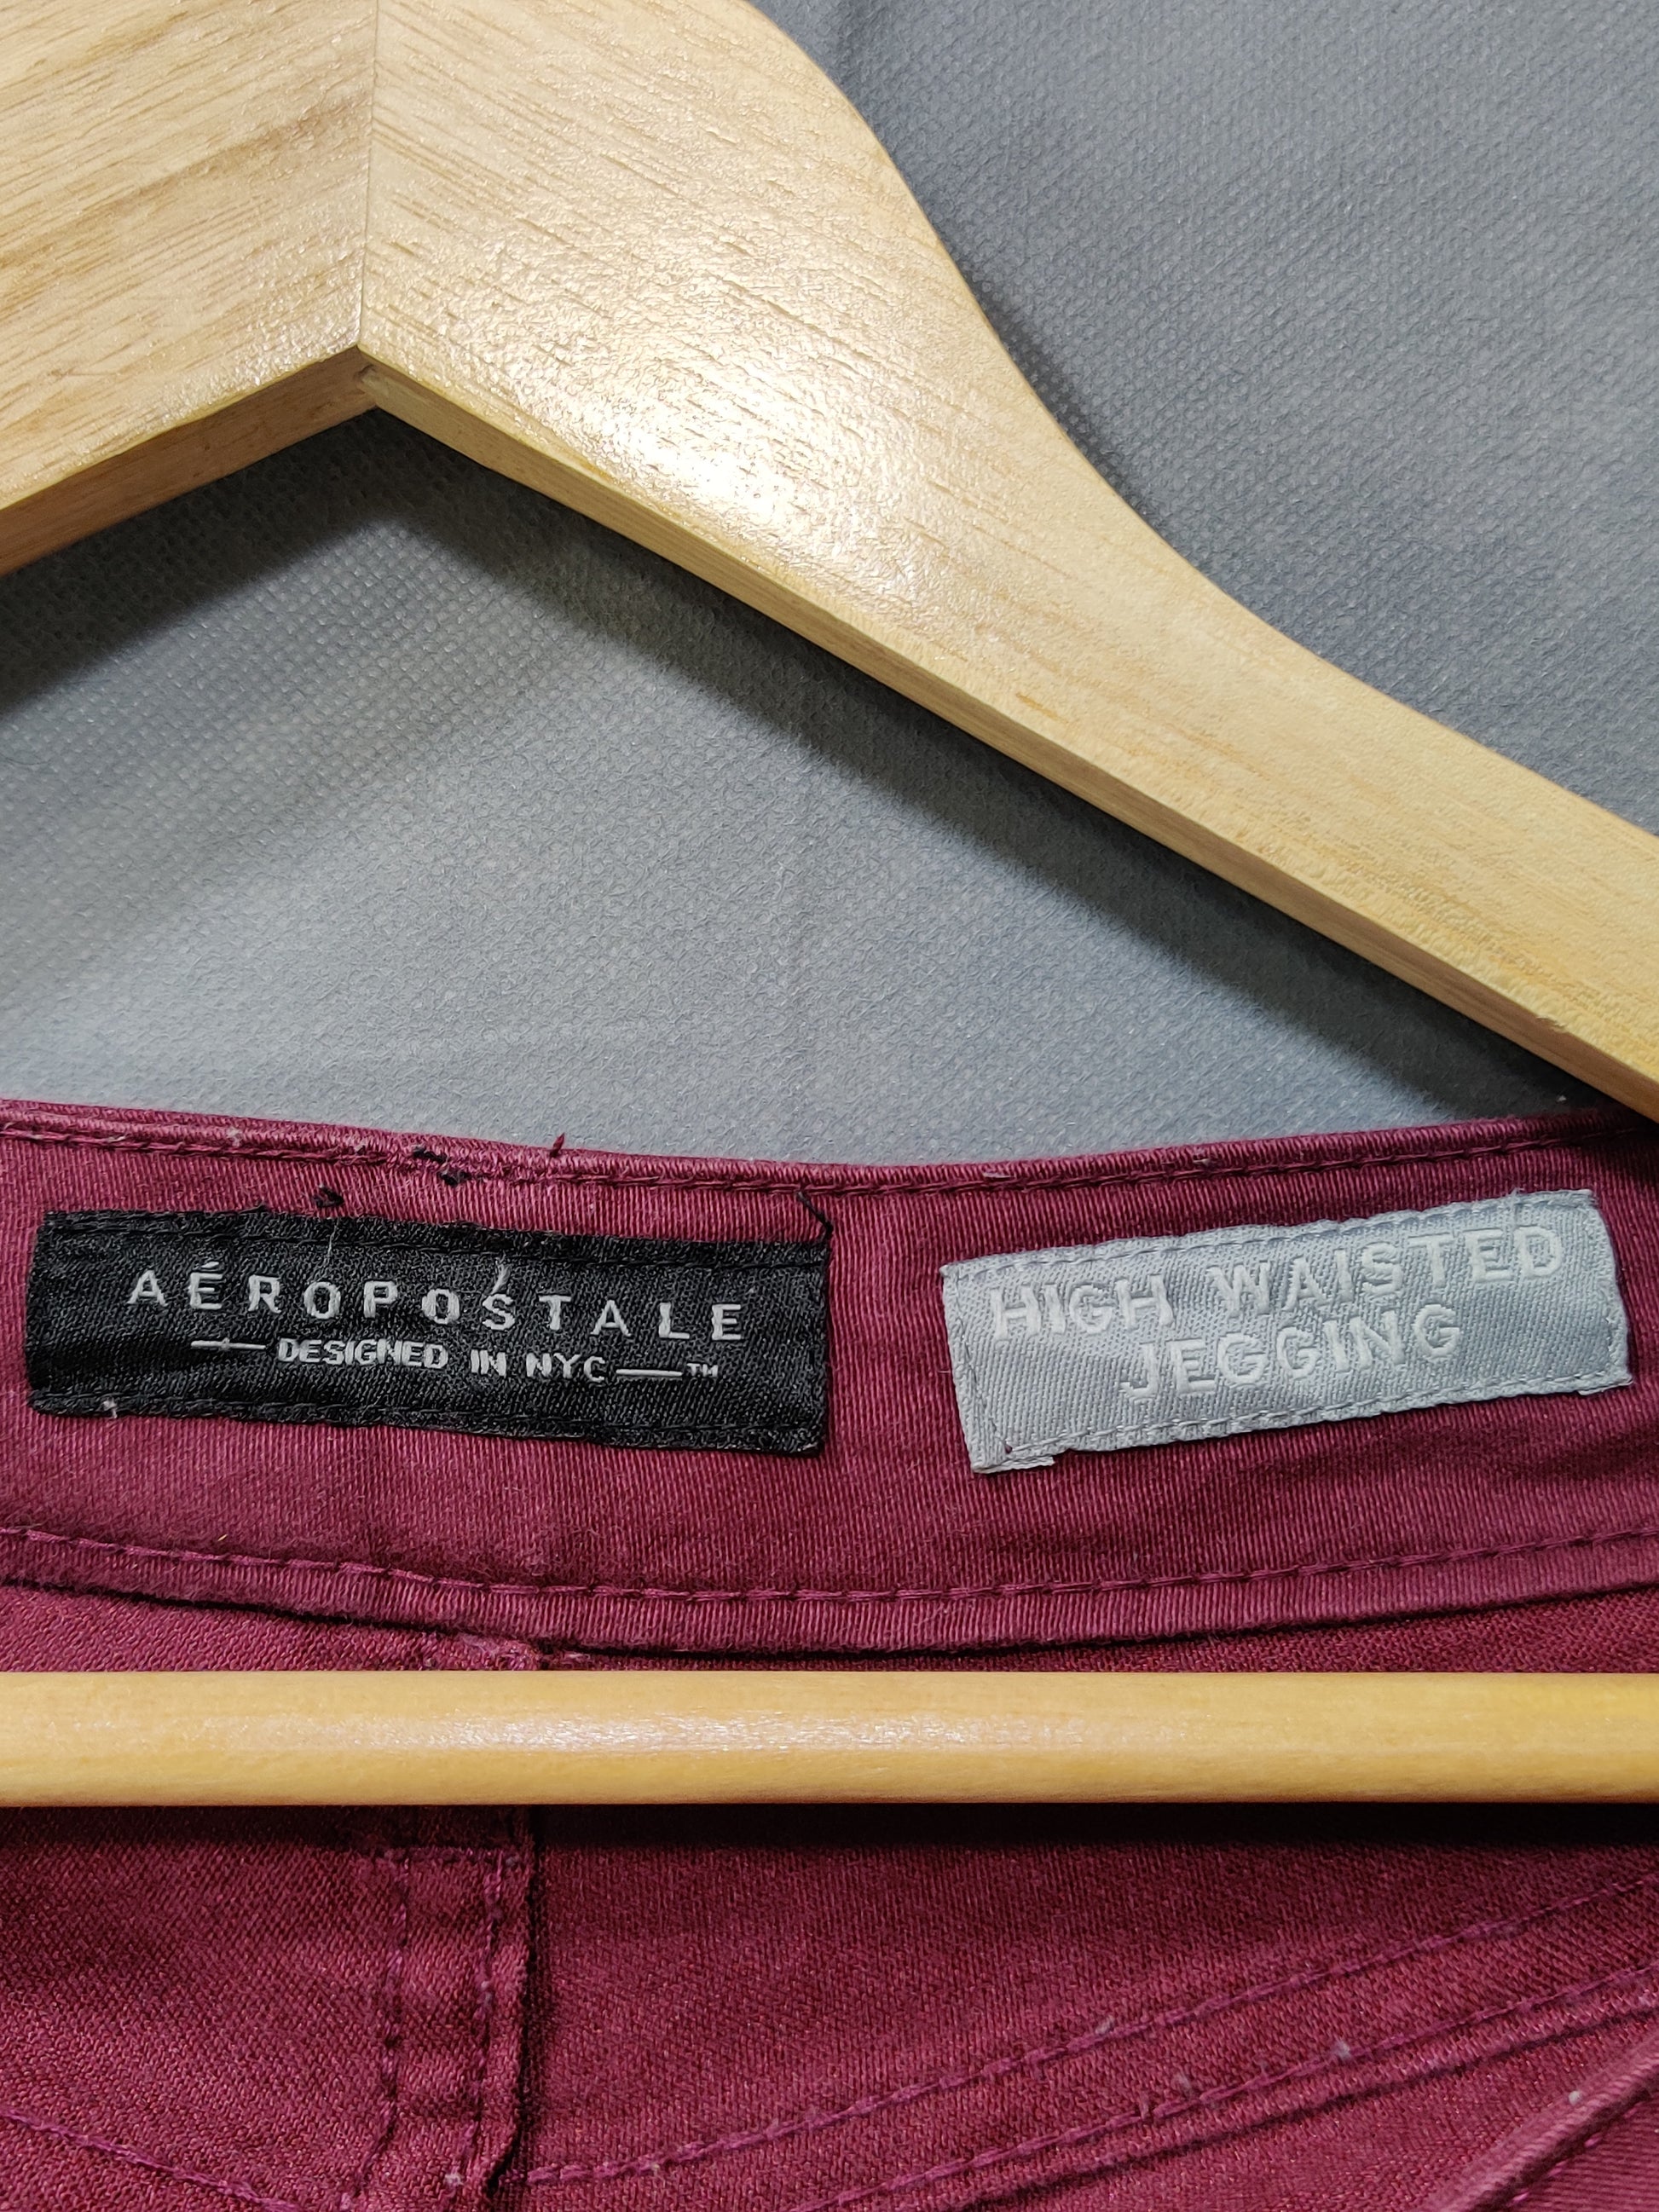 AÉROPOSTALE
DESIGNED IN NYC ™
HIGH WAISTED
JEGGING